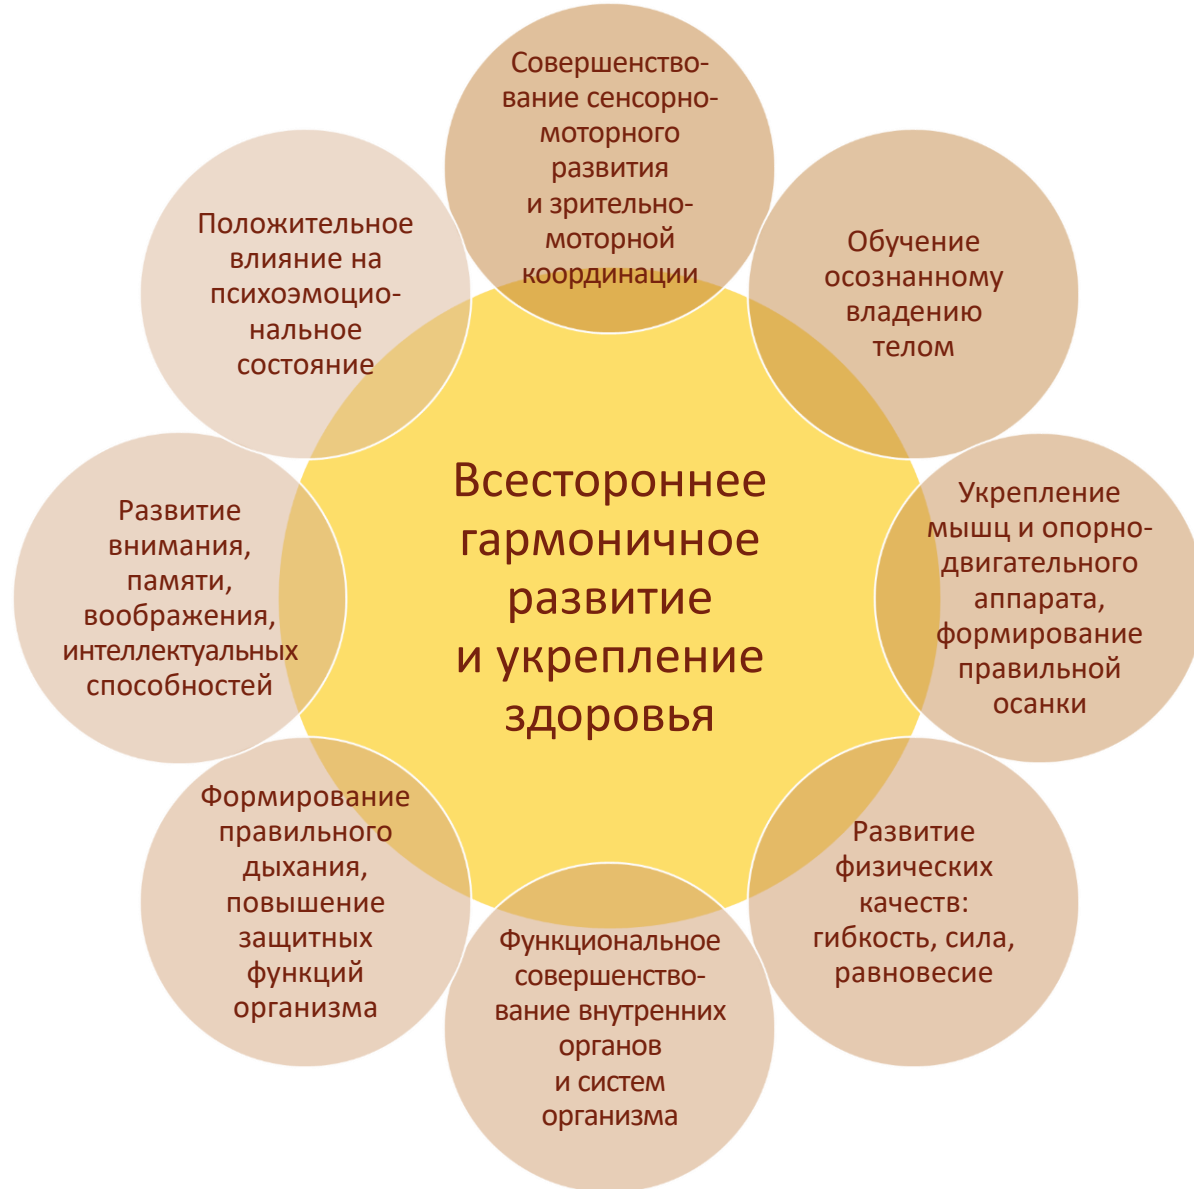 Совершенство-
вание сенсорно-
моторного
развития
и зрительно-
моторной
координации
Обучение
осознанному
владению
телом
Укрепление
мышц и опорно-
двигательного
аппарата,
формирование
правильной
осанки
Развитие
физических
качеств:
гибкость, сила,
равновесие
Функциональное
совершенство-
вание внутренних
органов
и систем
организма
Формирование
правильного
дыхания,
повышение
защитных
функций
организма
Развитие
внимания,
памяти,
воображения,
интеллектуальных
способностей
Положительное
влияние на
психоэмоцио-
нальное
состояние
Всестороннее
гармоничное
развитие
и укрепление
здоровья